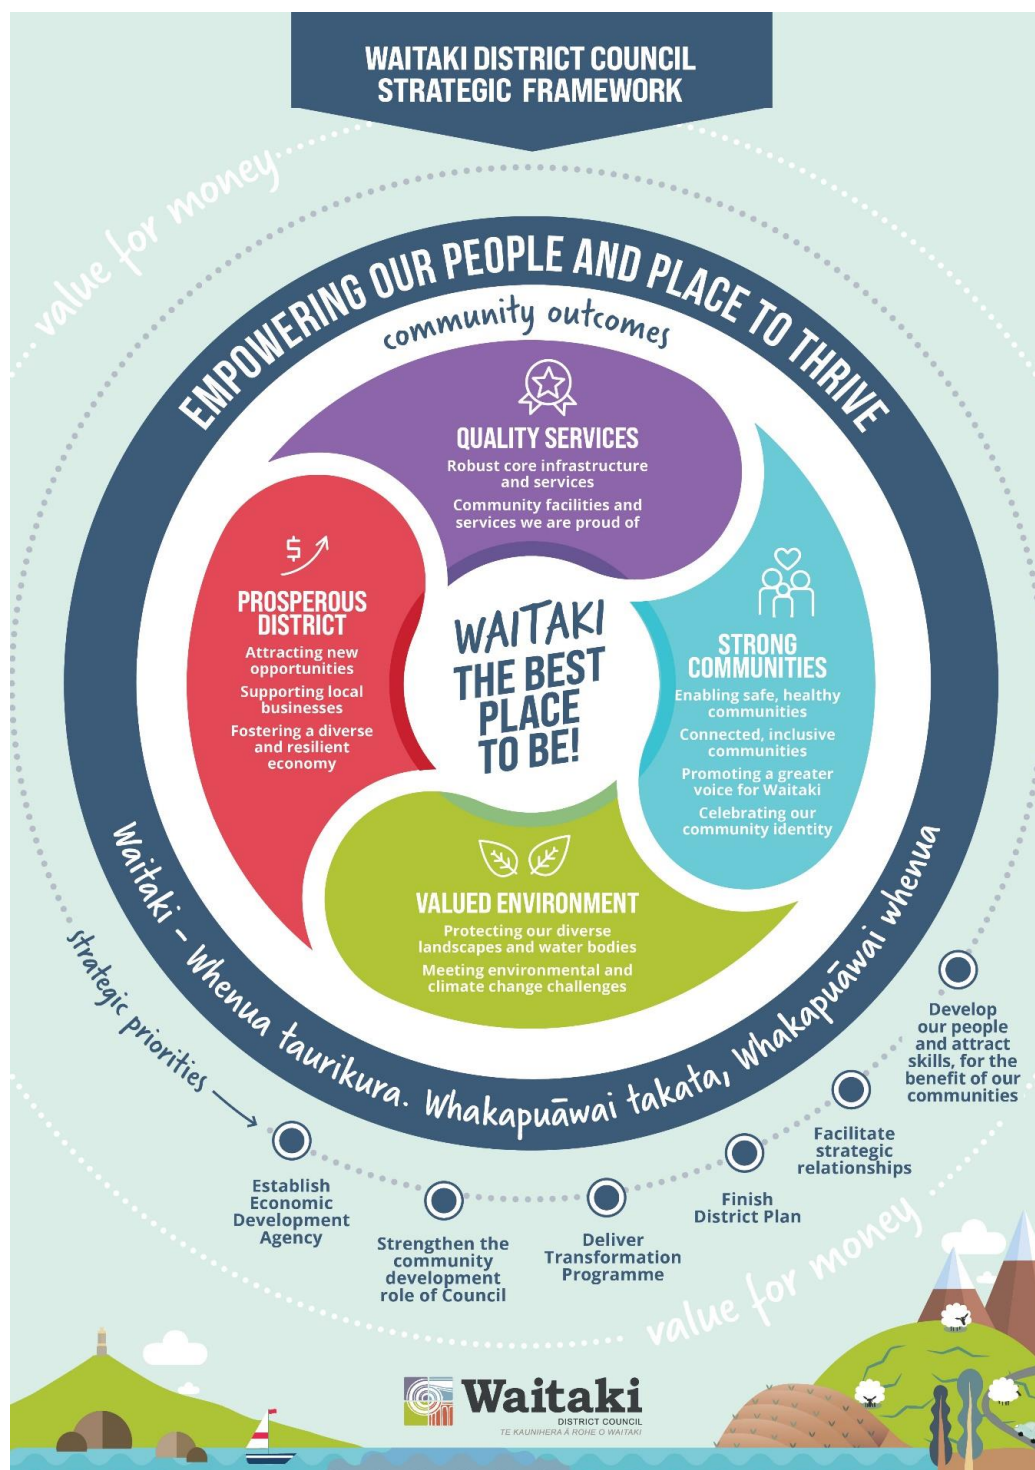 WAITAKI DISTRICT COUNCIL
STRATEGIC FRAMEWORK
value for money
EMPOWERING OUR PEOPLE AND PLACE TO THRIVE
community outcomes
QUALITY SERVICES
Robust core infrastructure
and services
Community facilities and
services we are proud of
PROSPEROUS
DISTRICT
Attracting new
opportunities
Supporting local
businesses
Fostering a diverse
and resilient
economy
WAITAKI
THE BEST
PLACE
TO BE!
STRONG
COMMUNITIES
Enabling safe, healthy
communities
Connected, inclusive
communities
Promoting a greater
voice for Waitaki
Celebrating our
community identity
VALUED ENVIRONMENT
Protecting our diverse
landscapes and water bodies
Meeting environmental and
climate change challenges
Waitaki - Whenua taurikura. Whakapuāwai takata, Whakapuāwai whenua
strategic priorities
Establish
Economic
Development
Agency
Strengthen the
community
development
role of Council
Deliver
Transformation
Programme
Finish
District Plan
Facilitate
strategic
relationships
Develop
our people
and attract
skills, for the
benefit of our
communities
value for money
Waitaki
DISTRICT COUNCIL
TE KAUNIHERA Ā ROHE O WAITAKI